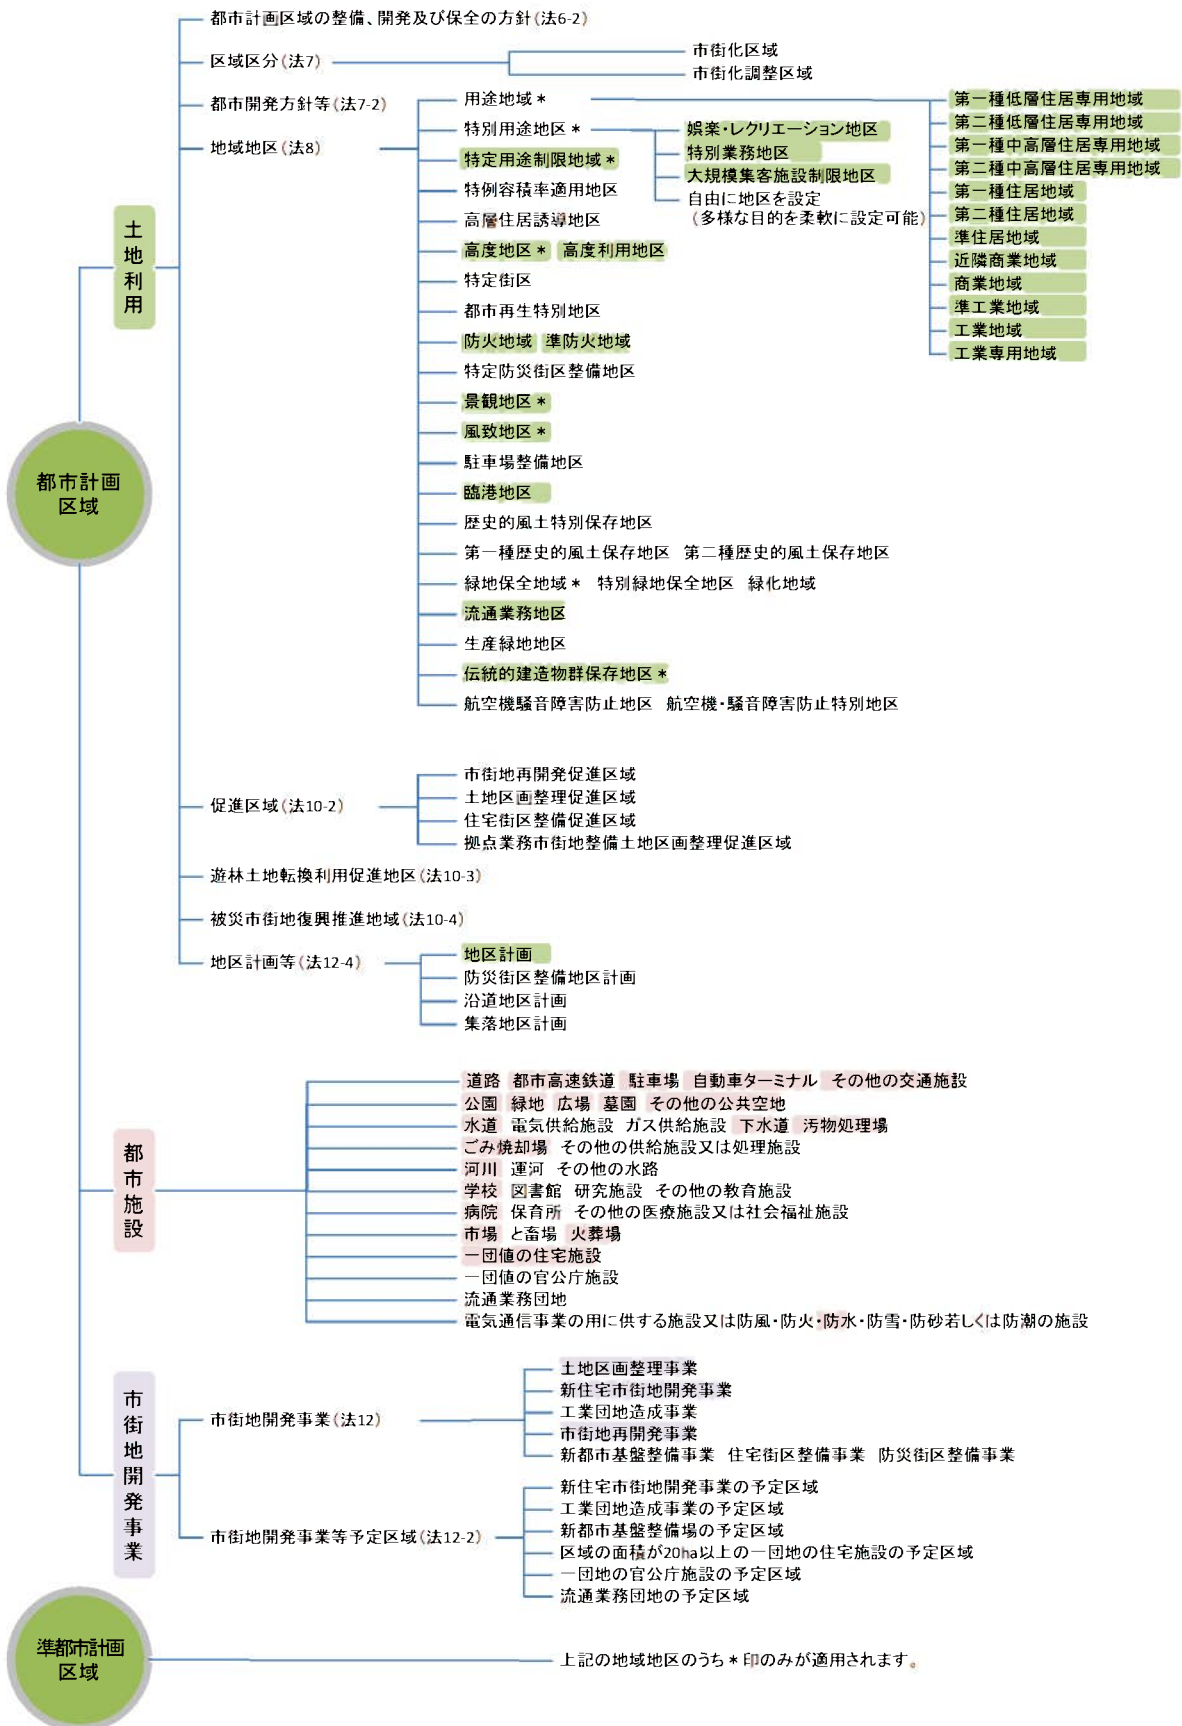 都市計画区域の整備、開発及び保全の方針(法6-2)
区域区分(法7)
市街化区域
市街化調整区域
都市開発方針等(法7-2)
地域地区(法8)
用途地域*
第一種低層住居専用地域
第二種低層住居専用地域
第一種中高層住居専用地域
第二種中高層住居専用地域
第一種住居地域
第二種住居地域
準住居地域
近隣商業地域
商業地域
準工業地域
工業地域
工業専用地域
特別用途地区*
娯楽・レクリエーション地区
特別業務地区
大規模集客施設制限地区
自由に地区を設定
(多様な目的を柔軟に設定可能)
特定用途制限地域*
特例容積率適用地区
高層住居誘導地区
高度地区* 高度利用地区
特定街区
都市再生特別地区
防火地域 準防火地域
特定防災街区整備地区
景観地区*
風致地区*
駐車場整備地区
臨港地区
歴史的風土特別保存地区
第一種歴史的風土保存地区 第二種歴史的風土保存地区
緑地保全地域* 特別緑地保全地区 緑化地域
流通業務地区
生産緑地地区
伝統的建造物群保存地区*
航空機騒音障害防止地区 航空機・騒音障害防止特別地区
土地利用
都市計画
区域
促進区域(法10-2)
市街地再開発促進区域
土地区画整理促進区域
住宅街区整備促進区域
拠点業務市街地整備土地区画整理促進区域
遊林土地転換利用促進地区(法10-3)
被災市街地復興推進地域(法10-4)
地区計画等(法12-4)
地区計画
防災街区整備地区計画
沿道地区計画
集落地区計画
都市施設
道路 都市高速鉄道 駐車場 自動車ターミナル その他の交通施設
公園 緑地 広場 墓園 その他の公共空地
水道 電気供給施設 ガス供給施設 下水道 汚物処理場
ごみ焼却場 その他の供給施設又は処理施設
河川 運河 その他の水路
学校 図書館 研究施設 その他の教育施設
病院 保育所 その他の医療施設又は社会福祉施設
市場 と畜場 火葬場
一団値の住宅施設
一団値の官公庁施設
流通業務団地
電気通信事業の用に供する施設又は防風・防火・防水・防雪・防砂若しくは防潮の施設
市街地開発事業
市街地開発事業(法12)
土地区画整理事業
新住宅市街地開発事業
工業団地造成事業
市街地再開発事業
新都市基盤整備事業 住宅街区整備事業 防災街区整備事業
市街地開発事業等予定区域(法12-2)
新住宅市街地開発事業の予定区域
工業団地造成事業の予定区域
新都市基盤整備場の予定区域
区域の面積が20ha以上の一団地の住宅施設の予定区域
一団地の官公庁施設の予定区域
流通業務団地の予定区域
準都市計画
区域
上記の地域地区のうち*印のみが適用されます。